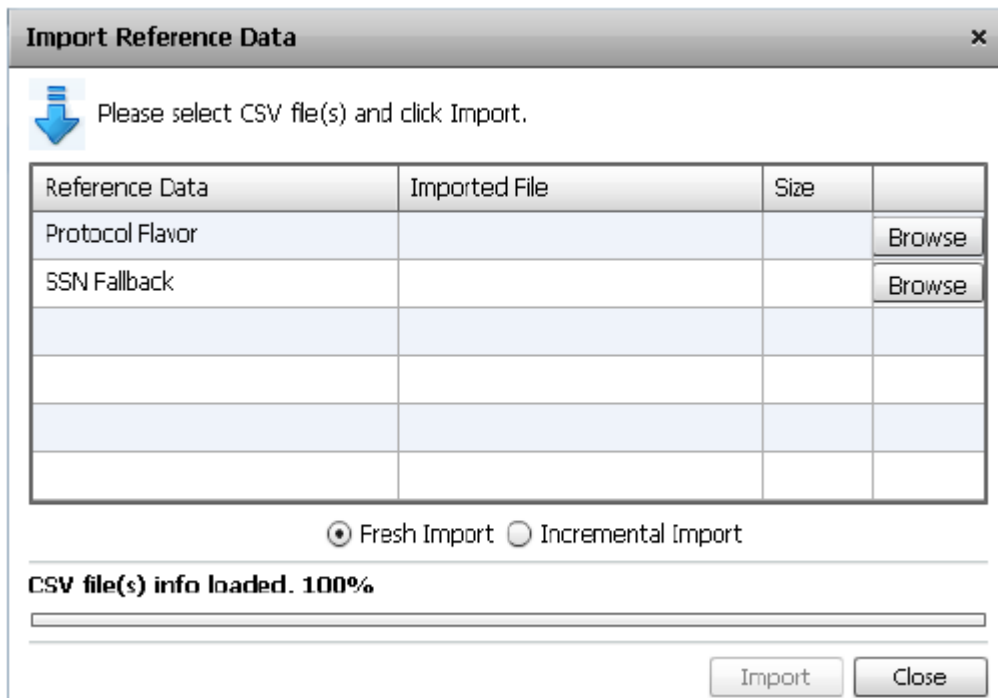 Import Reference Data ×
Please select CSV file(s) and click Import.
Reference Data Imported File Size
Protocol Flavor Browse
SSN Fallback Browse
Fresh Import Incremental Import
CSV file(s) info loaded. 100%
Import Close